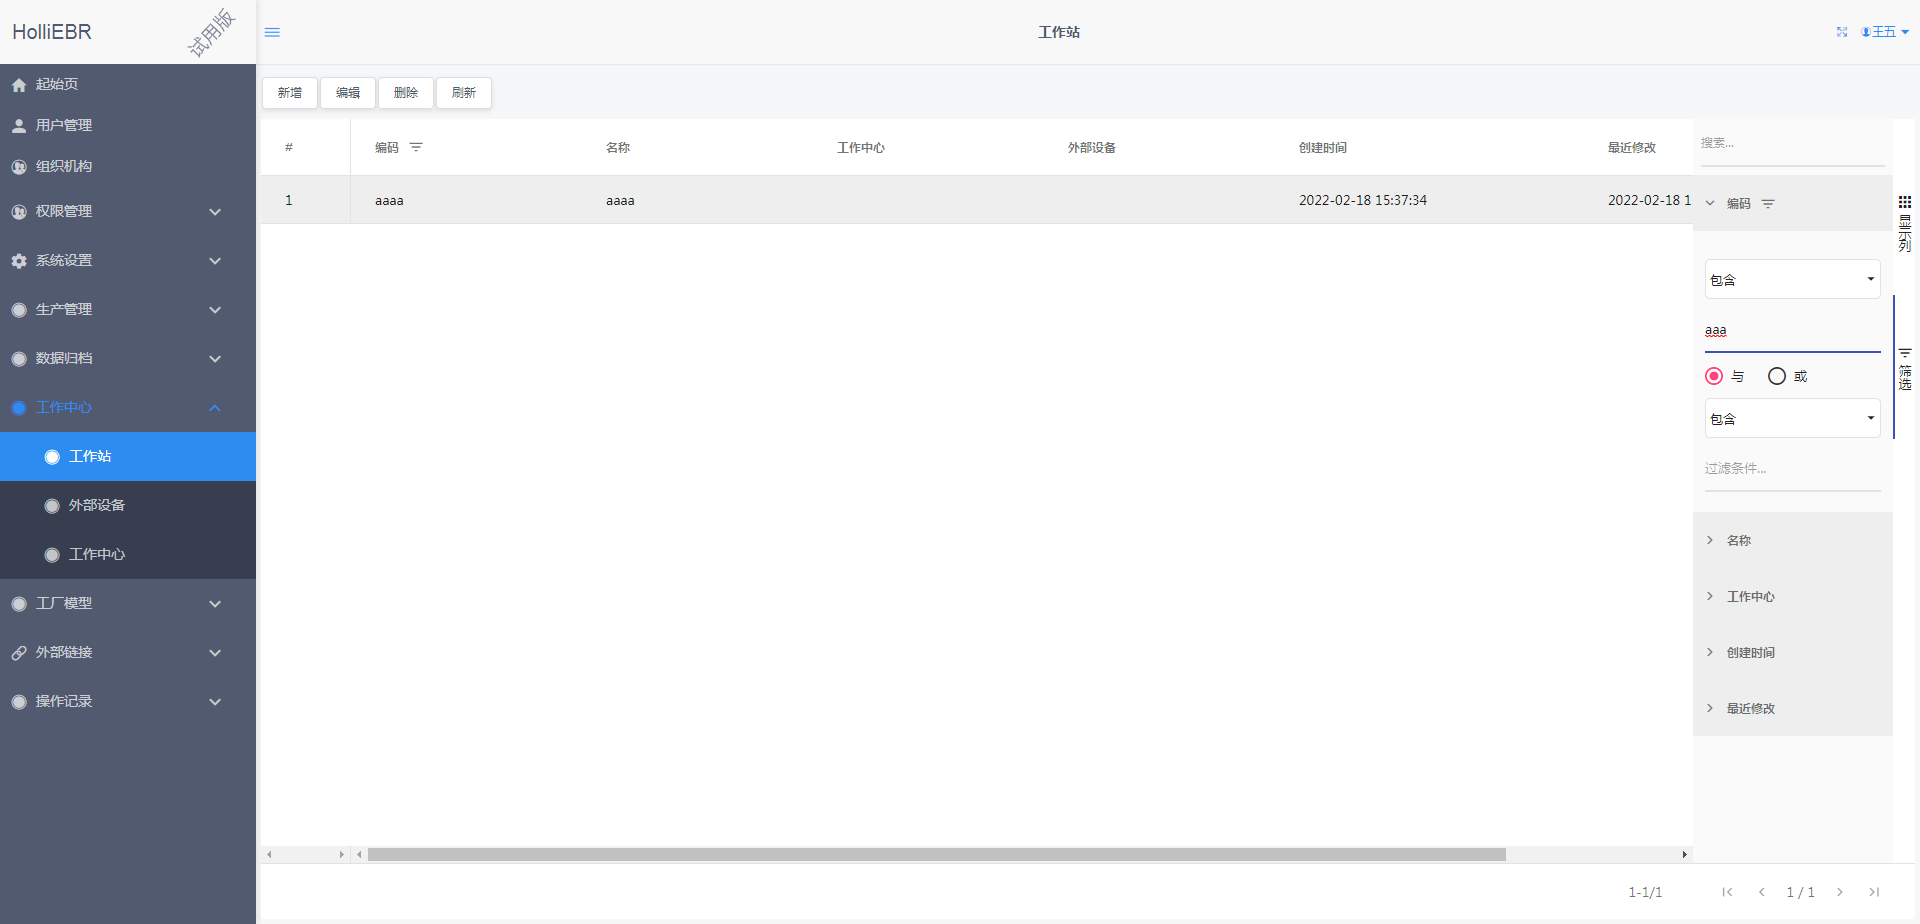 HolliEBR
试用版
工作站
王五
起始页
用户管理
组织机构
权限管理
系统设置
生产管理
数据归档
工作中心
工作站
外部设备
工作中心
工厂模型
外部链接
操作记录
新增 编辑 删除 刷新
# 编码 名称 工作中心 外部设备 创建时间 最近修改
1 aaaa aaaa 2022-02-18 15:37:34 2022-02-18 1
搜索...
编码
包含
aaa
与 或
包含
过滤条件...
名称
工作中心
创建时间
最近修改
显示列
筛选
1-1/1 1 / 1